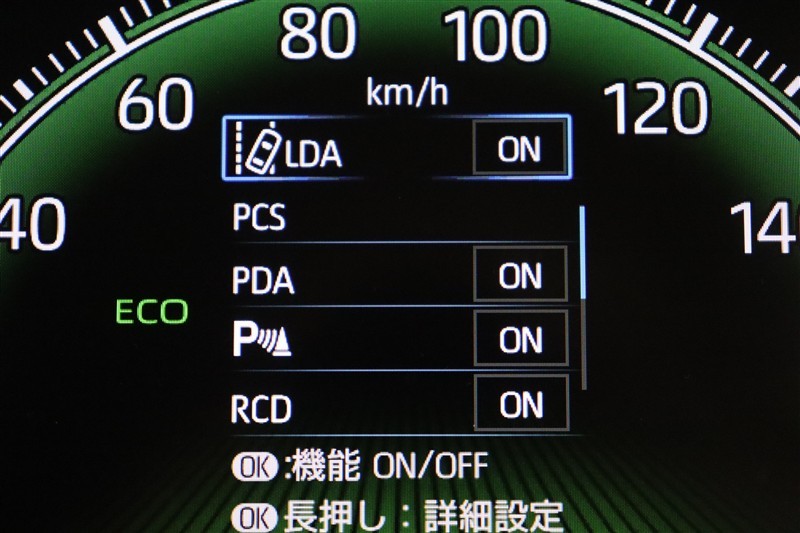 80 100
60 km/h 120
LDA ON
40 PCS 14
PDA ON
ECO
P ON
RCD ON
OK :機能 ON/OFF
OK 長押し：詳細設定